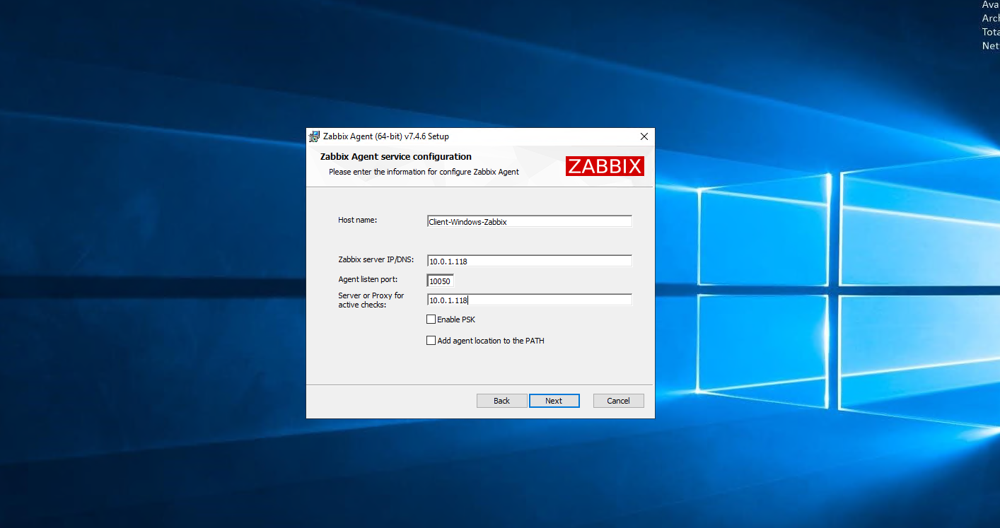 Ava
Arch
Tota
Net
Zabbix Agent (64-bit) v7.4.6 Setup
Zabbix Agent service configuration
Please enter the information for configure Zabbix Agent
ZABBIX
Host name:
Client-Windows-Zabbix
Zabbix server IP/DNS:
10.0.1.118
Agent listen port:
10050
Server or Proxy for
active checks:
10.0.1.118
Enable PSK
Add agent location to the PATH
Back
Next
Cancel